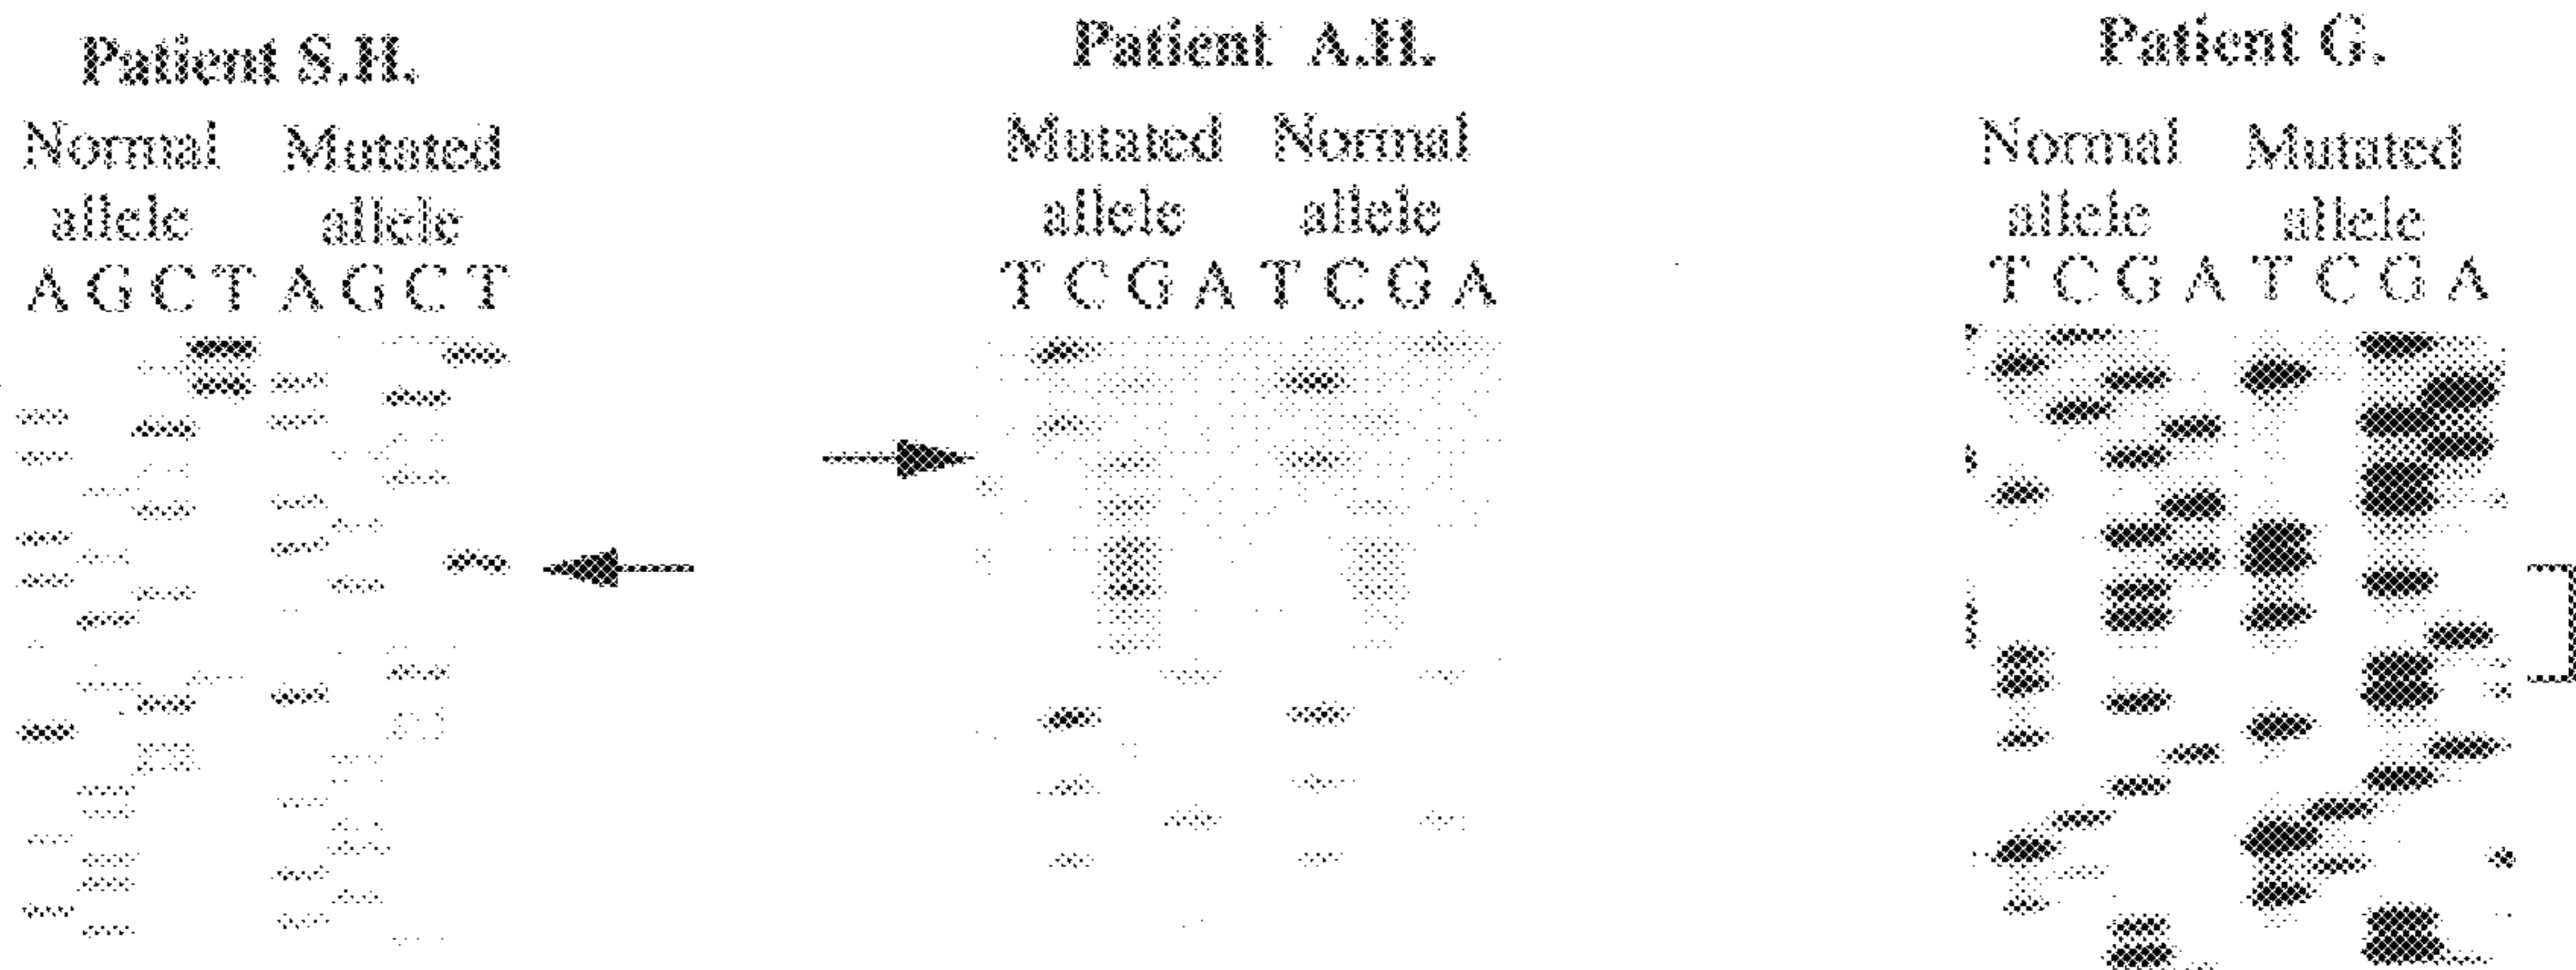 Patient S.H.
Normal Mutated
allele allele
A G C T A G C T
Patient A.H.
Mutated Normal
allele allele
T C G A T C G A
Patient G.
Normal Mutated
allele allele
T C G A T C G A